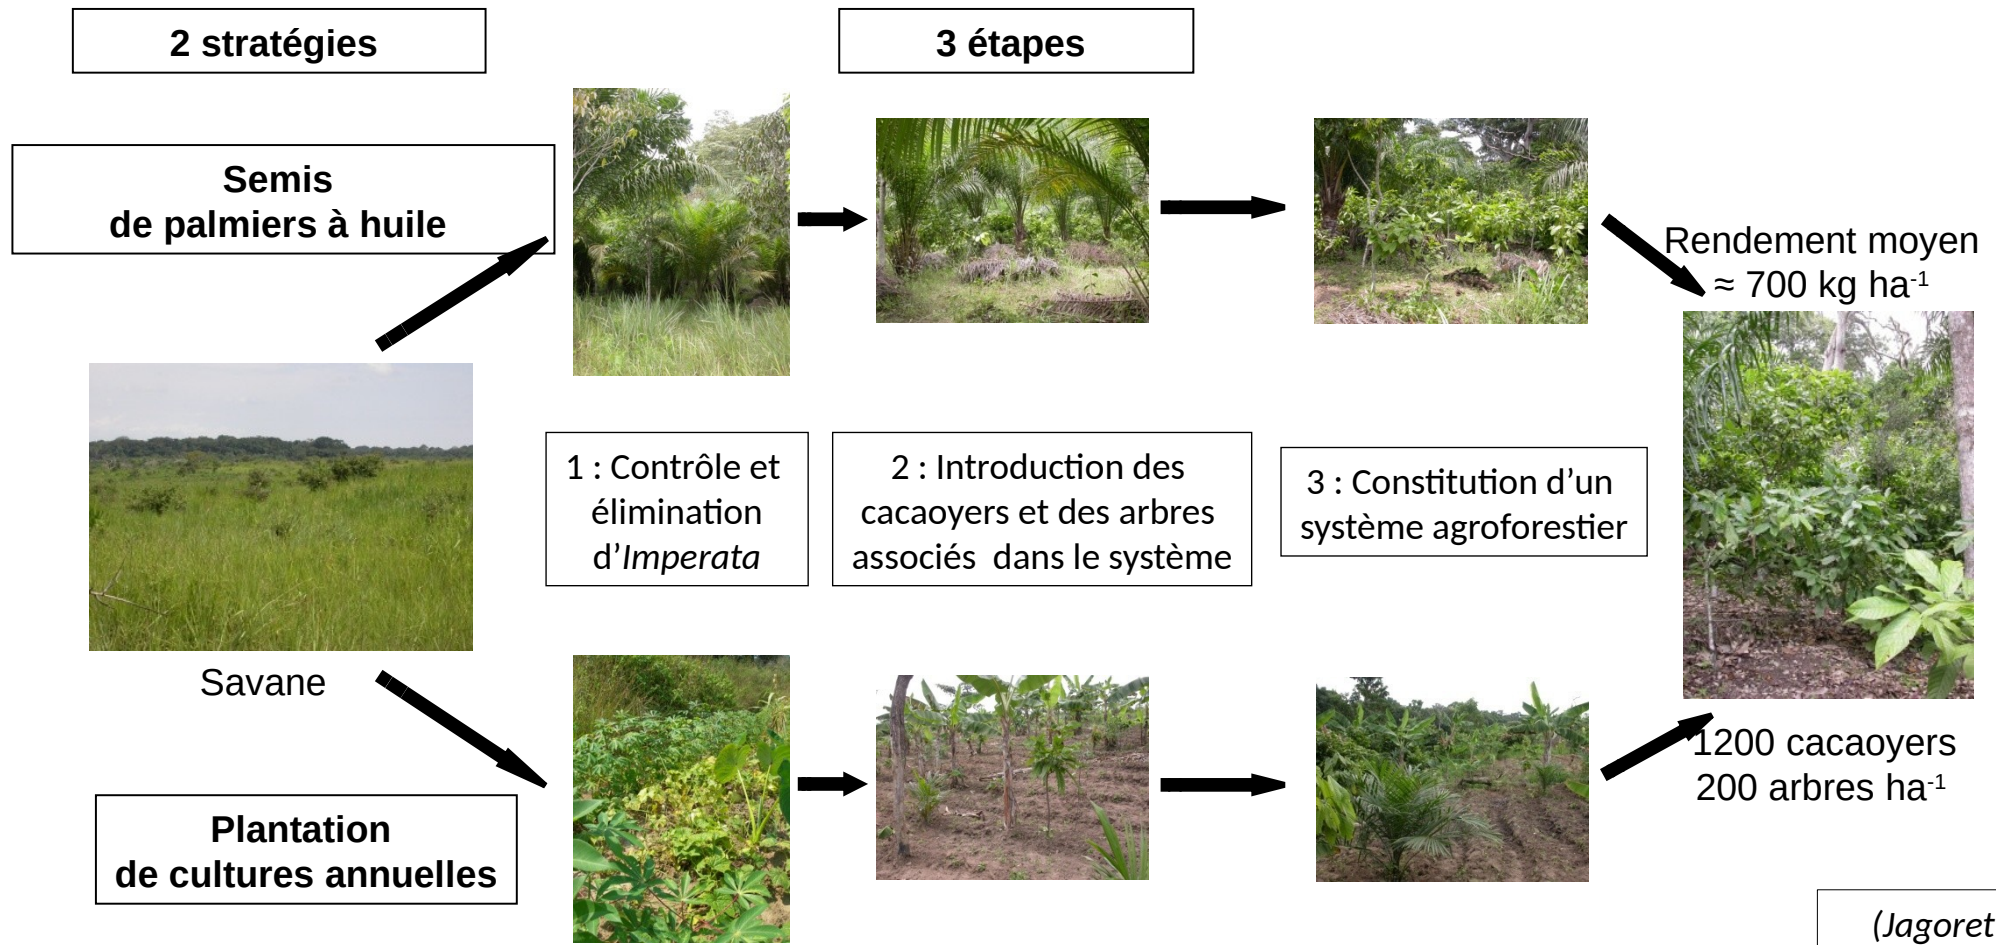 2 stratégies
3 étapes
Semis
de palmiers à huile
Rendement moyen
≈ 700 kg ha⁻¹
1 : Contrôle et
élimination
d’Imperata
2 : Introduction des
cacaoyers et des arbres
associés  dans le système
3 : Constitution d’un
système agroforestier
Savane
1200 cacaoyers
200 arbres ha⁻¹
Plantation
de cultures annuelles
(Jagoret